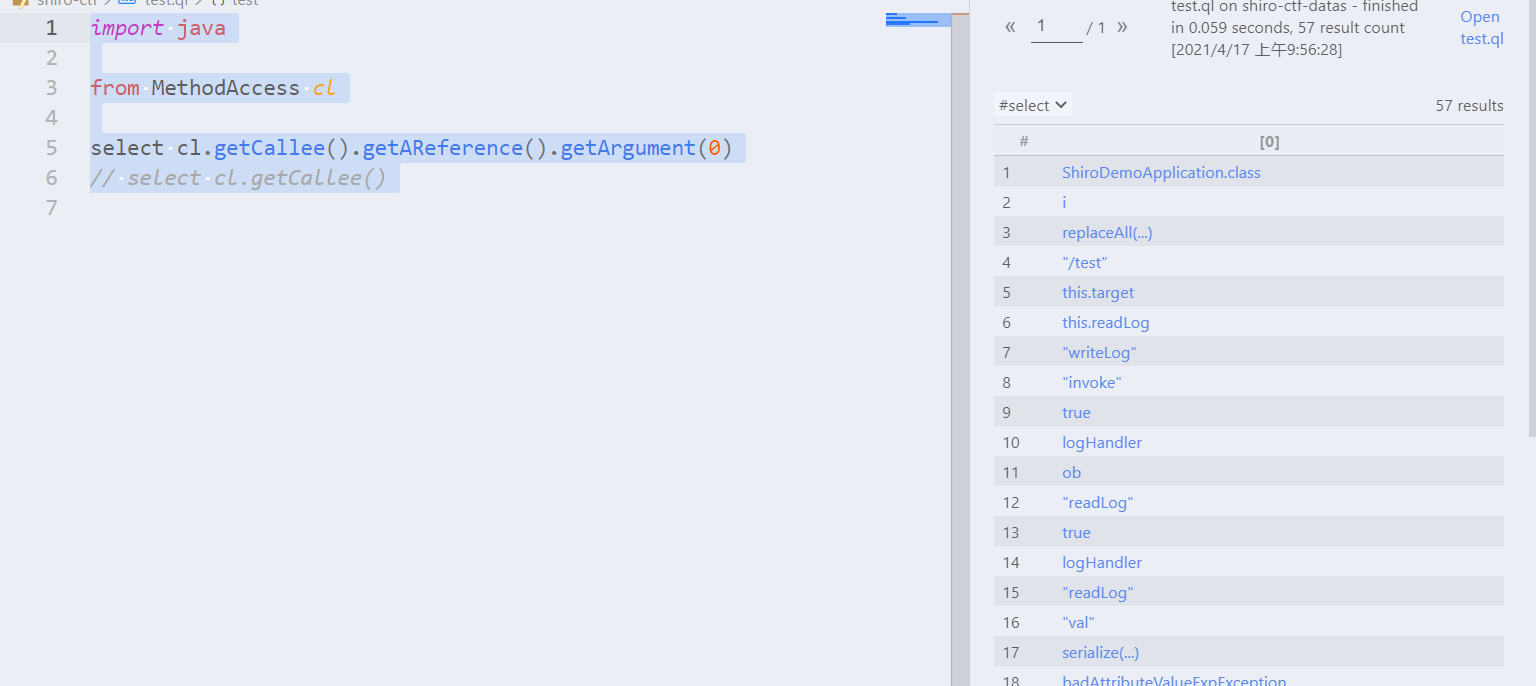 shiro-ctf > test.ql > {} test
1 import java
2
3 from MethodAccess cl
4
5 select cl.getCallee().getAReference().getArgument(0)
6 // select cl.getCallee()
7
« 1 / 1 »
test.ql on shiro-ctf-datas - finished
in 0.059 seconds, 57 result count
[2021/4/17 上午9:56:28]
Open
test.ql
#select
57 results
# [0]
1 ShiroDemoApplication.class
2 i
3 replaceAll(...)
4 "/test"
5 this.target
6 this.readLog
7 "writeLog"
8 "invoke"
9 true
10 logHandler
11 ob
12 "readLog"
13 true
14 logHandler
15 "readLog"
16 "val"
17 serialize(...)
18 badAttributeValueExpException